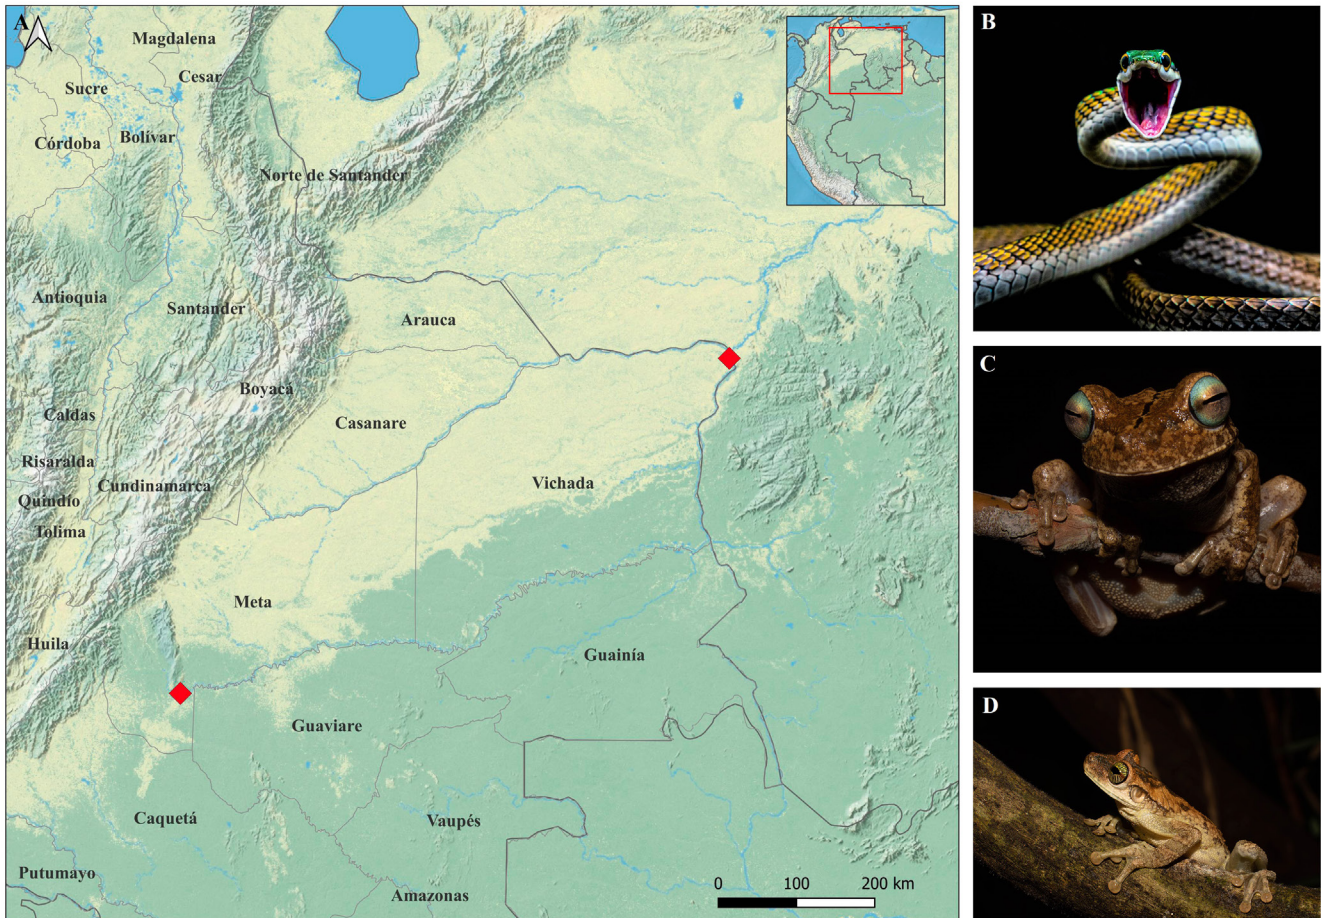 A
Magdalena
Cesar
Sucre
Bolívar
Córdoba
Norte de Santander
Antioquia
Santander
Arauca
Boyacá
Caldas
Casanare
Risaralda
Cundinamarca
Vichada
Quindío
Tolima
Meta
Huila
Guainía
Guaviare
Caquetá
Vaupés
Putumayo
Amazonas
0 100 200 km
B
C
D